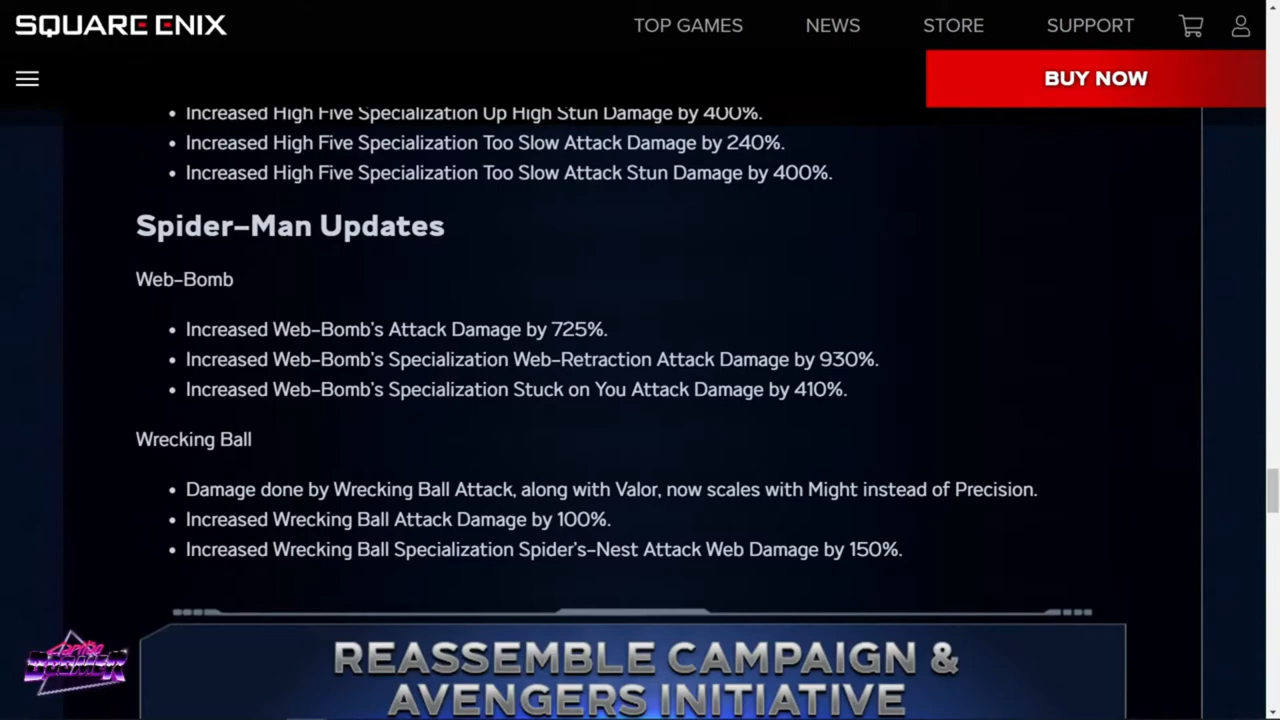 SQUARE ENIX
TOP GAMES NEWS STORE SUPPORT
BUY NOW
• Increased High Five Specialization Up High Stun Damage by 400%.
• Increased High Five Specialization Too Slow Attack Damage by 240%.
• Increased High Five Specialization Too Slow Attack Stun Damage by 400%.
Spider-Man Updates
Web-Bomb
• Increased Web-Bomb's Attack Damage by 725%.
• Increased Web-Bomb's Specialization Web-Retraction Attack Damage by 930%.
• Increased Web-Bomb's Specialization Stuck on You Attack Damage by 410%.
Wrecking Ball
• Damage done by Wrecking Ball Attack, along with Valor, now scales with Might instead of Precision.
• Increased Wrecking Ball Attack Damage by 100%.
• Increased Wrecking Ball Specialization Spider's-Nest Attack Web Damage by 150%.
REASSEMBLE CAMPAIGN &
AVENGERS INITIATIVE